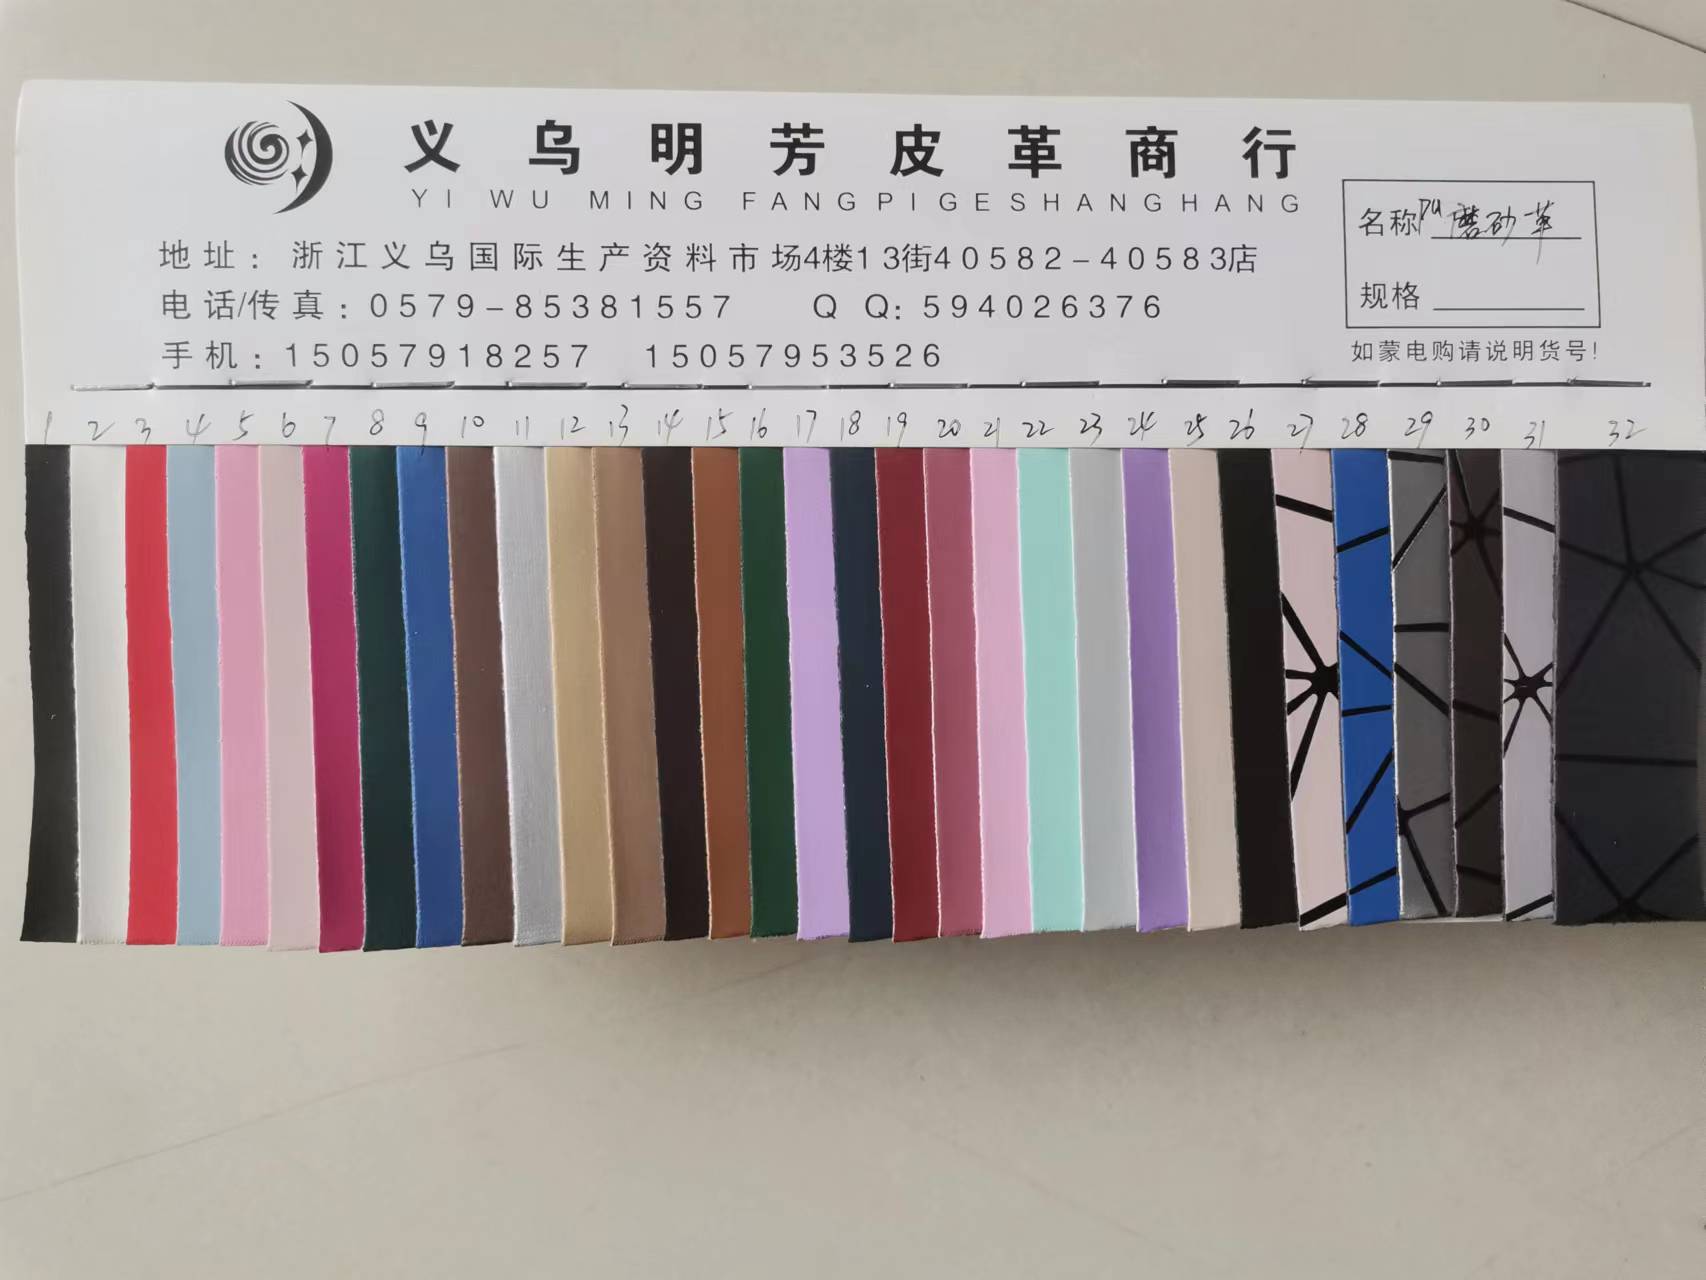 义乌明芳皮革商行
YI WU MING FANGPIGESHANGHANG
地址：浙江义乌国际生产资料市场4楼13街40582-40583店
电话/传真：0579-85381557 QQ:594026376
手机：15057918257 15057953526
名称PU磨砂革
规格
如蒙电购请说明货号!
1 2 3 4 5 6 7 8 9 10 11 12 13 14 15 16 17 18 19 20 21 22 23 24 25 26 27 28 29 30 31 32